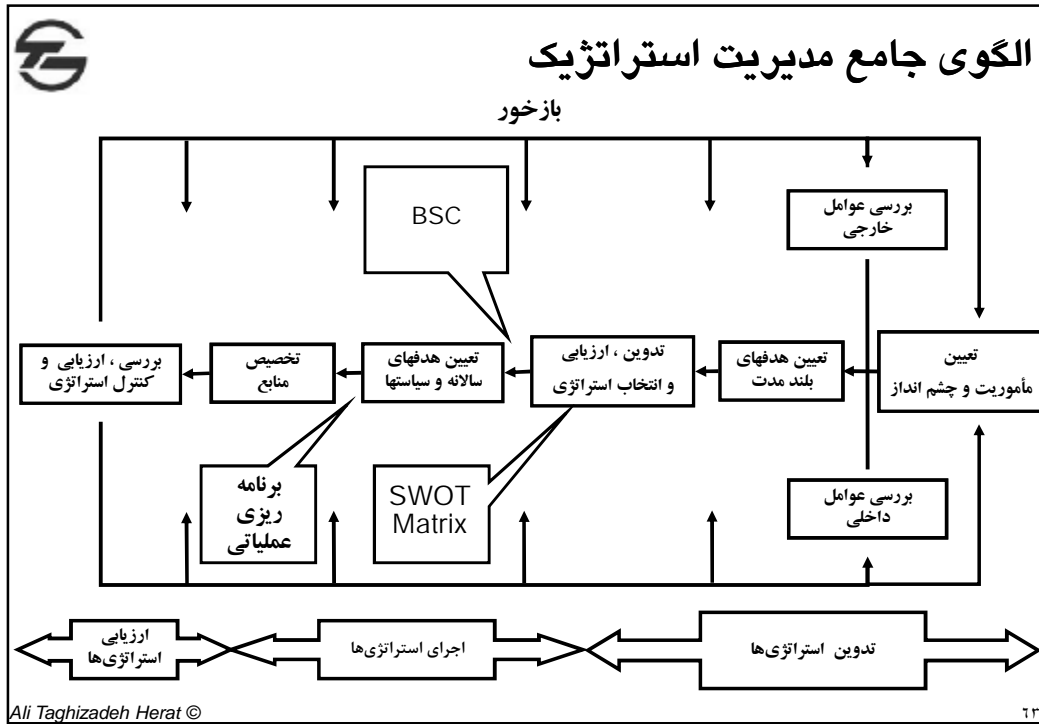 الگوی جامع مدیریت استراتژیک
بازخور
BSC
بررسی عوامل
خارجی
تعیین
مأموریت و چشم انداز
تعیین هدفهای
بلند مدت
تدوین ، ارزیابی
و انتخاب استراتژی
تعیین هدفهای
سالانه و سیاستها
تخصیص
منابع
بررسی ، ارزیابی و
کنترل استراتژی
بررسی عوامل
داخلی
SWOT
Matrix
برنامه
ریزی
عملیاتی
تدوین استراتژی‌ها
اجرای استراتژی‌ها
ارزیابی
استراتژی‌ها
Ali Taghizadeh Herat ©
٦٣